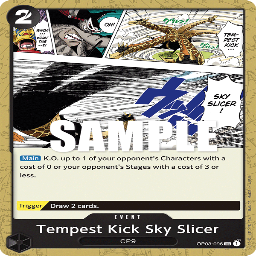 2
OH!
TEM-
PEST
KICK...
SKY
SLICER!
SAMPLE
Main K.O. up to 1 of your opponent's Characters with a
cost of 0 or your opponent's Stages with a cost of 3 or
less.
Trigger Draw 2 cards.
EVENT
Tempest Kick Sky Slicer
CP9